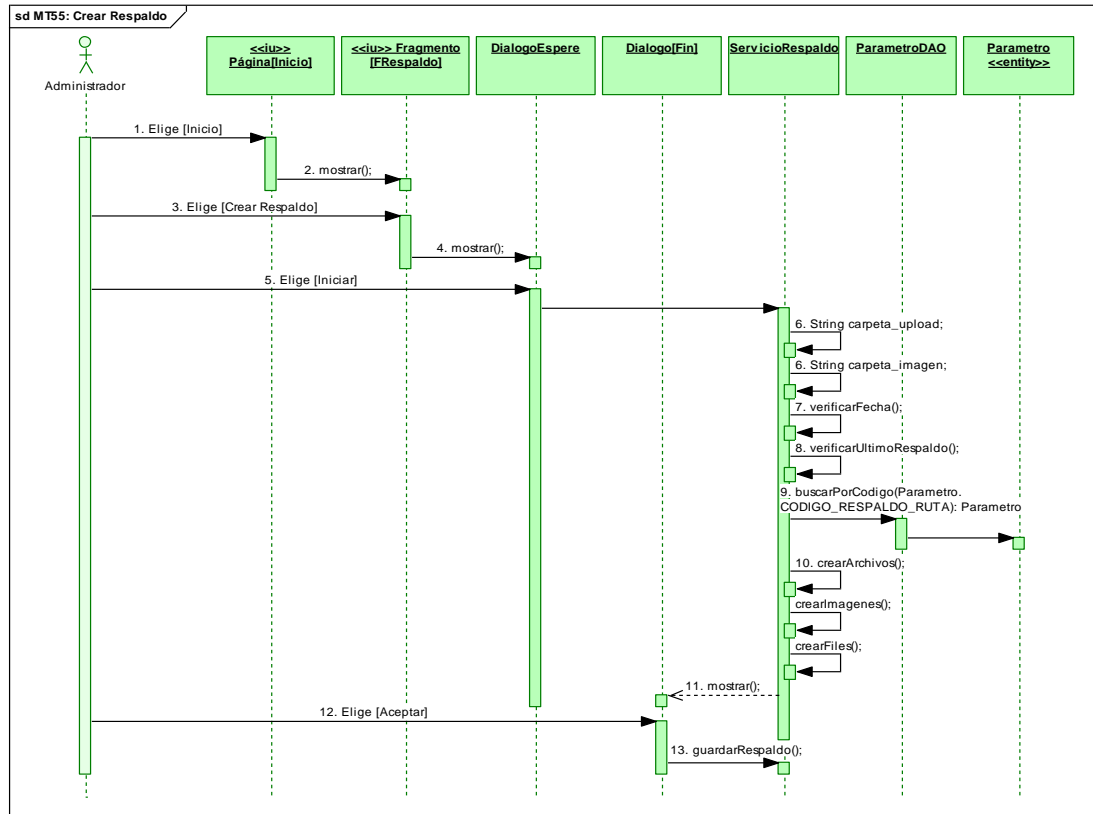 sd MT55: Crear Respaldo
Administrador
<<iu>>
Página[Inicio]
<<iu>> Fragmento
[FRespaldo]
DialogoEspere
Dialogo[Fin]
ServicioRespaldo
ParametroDAO
Parametro
<<entity>>
1. Elige [Inicio]
2. mostrar();
3. Elige [Crear Respaldo]
4. mostrar();
5. Elige [Iniciar]
6. String carpeta_upload;
6. String carpeta_imagen;
7. verificarFecha();
8. verificarUltimoRespaldo();
9. buscarPorCodigo(Parametro.
CODIGO_RESPALDO_RUTA): Parametro
10. crearArchivos();
crearImagenes();
crearFiles();
11. mostrar();
12. Elige [Aceptar]
13. guardarRespaldo();